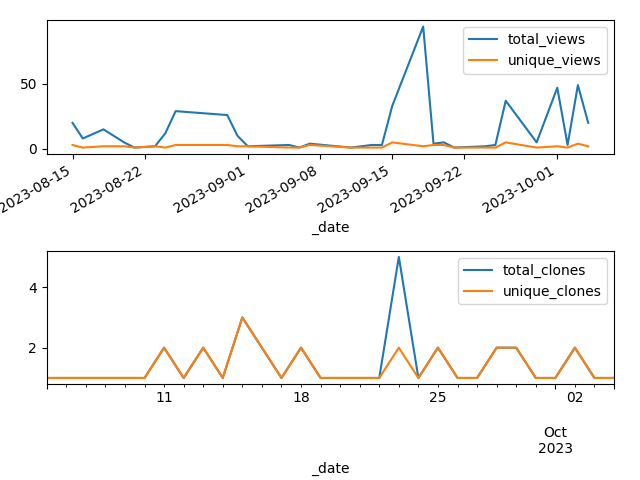 total_views
unique_views
50
0
2023-08-15
2023-08-22
2023-09-01
2023-09-08
2023-09-15
2023-09-22
2023-10-01
_date
total_clones
unique_clones
4
2
11 18 25 02
Oct
2023
_date